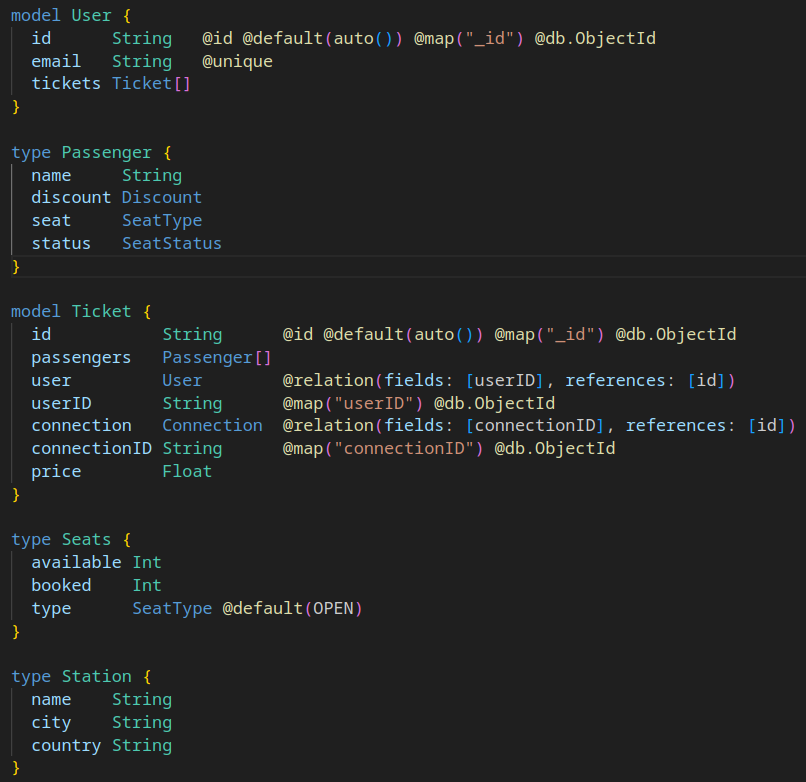 model User {
  id      String   @id @default(auto()) @map("_id") @db.ObjectId
  email   String   @unique
  tickets Ticket[]
}

type Passenger {
  name     String
  discount Discount
  seat     SeatType
  status   SeatStatus
}

model Ticket {
  id           String      @id @default(auto()) @map("_id") @db.ObjectId
  passengers   Passenger[]
  user         User        @relation(fields: [userID], references: [id])
  userID       String      @map("userID") @db.ObjectId
  connection   Connection  @relation(fields: [connectionID], references: [id])
  connectionID String      @map("connectionID") @db.ObjectId
  price        Float
}

type Seats {
  available Int
  booked    Int
  type      SeatType @default(OPEN)
}

type Station {
  name    String
  city    String
  country String
}